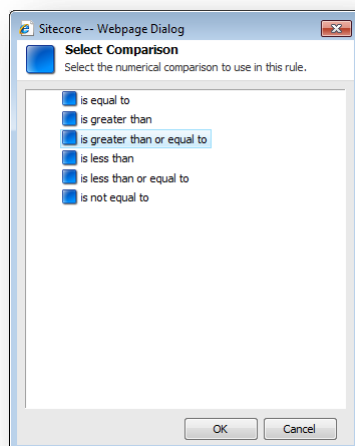 Sitecore -- Webpage Dialog
Select Comparison
Select the numerical comparison to use in this rule.
is equal to
is greater than
is greater than or equal to
is less than
is less than or equal to
is not equal to
OK Cancel